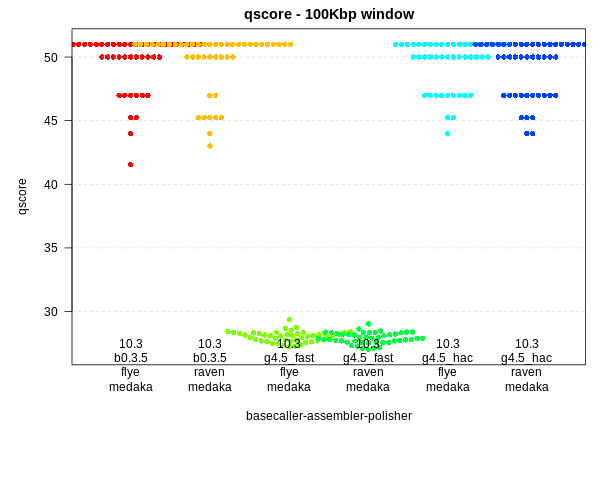 qscore - 100Kbp window
50
45
40
35
30
qscore
10.3 10.3 10.3 10.3 10.3 10.3
b0.3.5 b0.3.5 g4.5_fast g4.5_fast g4.5_hac g4.5_hac
flye raven flye raven flye raven
medaka medaka medaka medaka medaka medaka
basecaller-assembler-polisher